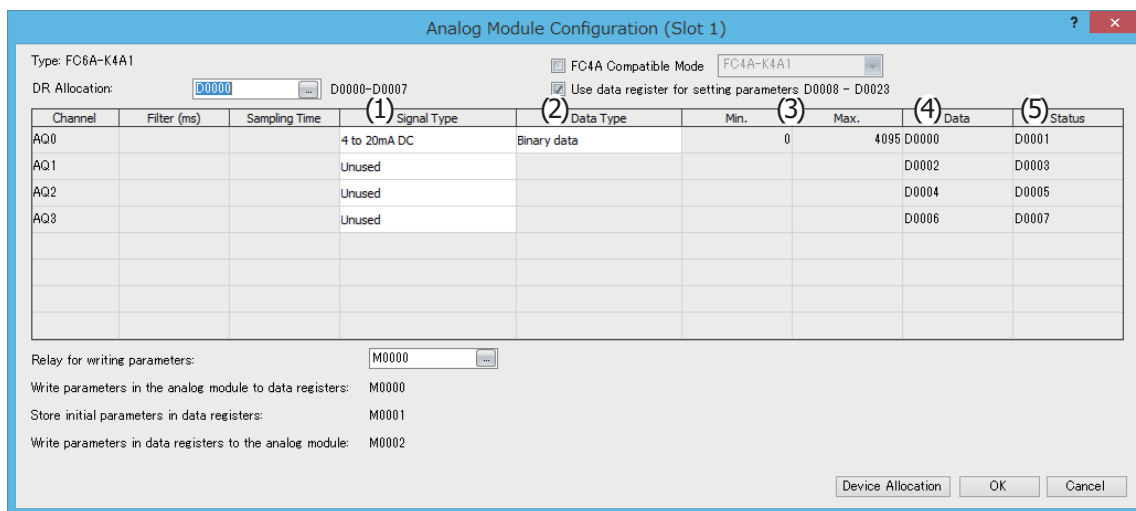 Analog Module Configuration (Slot 1) ? ×
Type: FC6A-K4A1
FC4A Compatible Mode FC4A-K4A1
DR Allocation: D0000 ... D0000-D0007
Use data register for setting parameters D0008 - D0023
Channel Filter (ms) Sampling Time (1) Signal Type (2) Data Type Min. (3) Max. (4) Data (5) Status
AQ0 4 to 20mA DC Binary data 0 4095 D0000 D0001
AQ1 Unused D0002 D0003
AQ2 Unused D0004 D0005
AQ3 Unused D0006 D0007
Relay for writing parameters: M0000 ...
Write parameters in the analog module to data registers: M0000
Store initial parameters in data registers: M0001
Write parameters in data registers to the analog module: M0002
Device Allocation OK Cancel